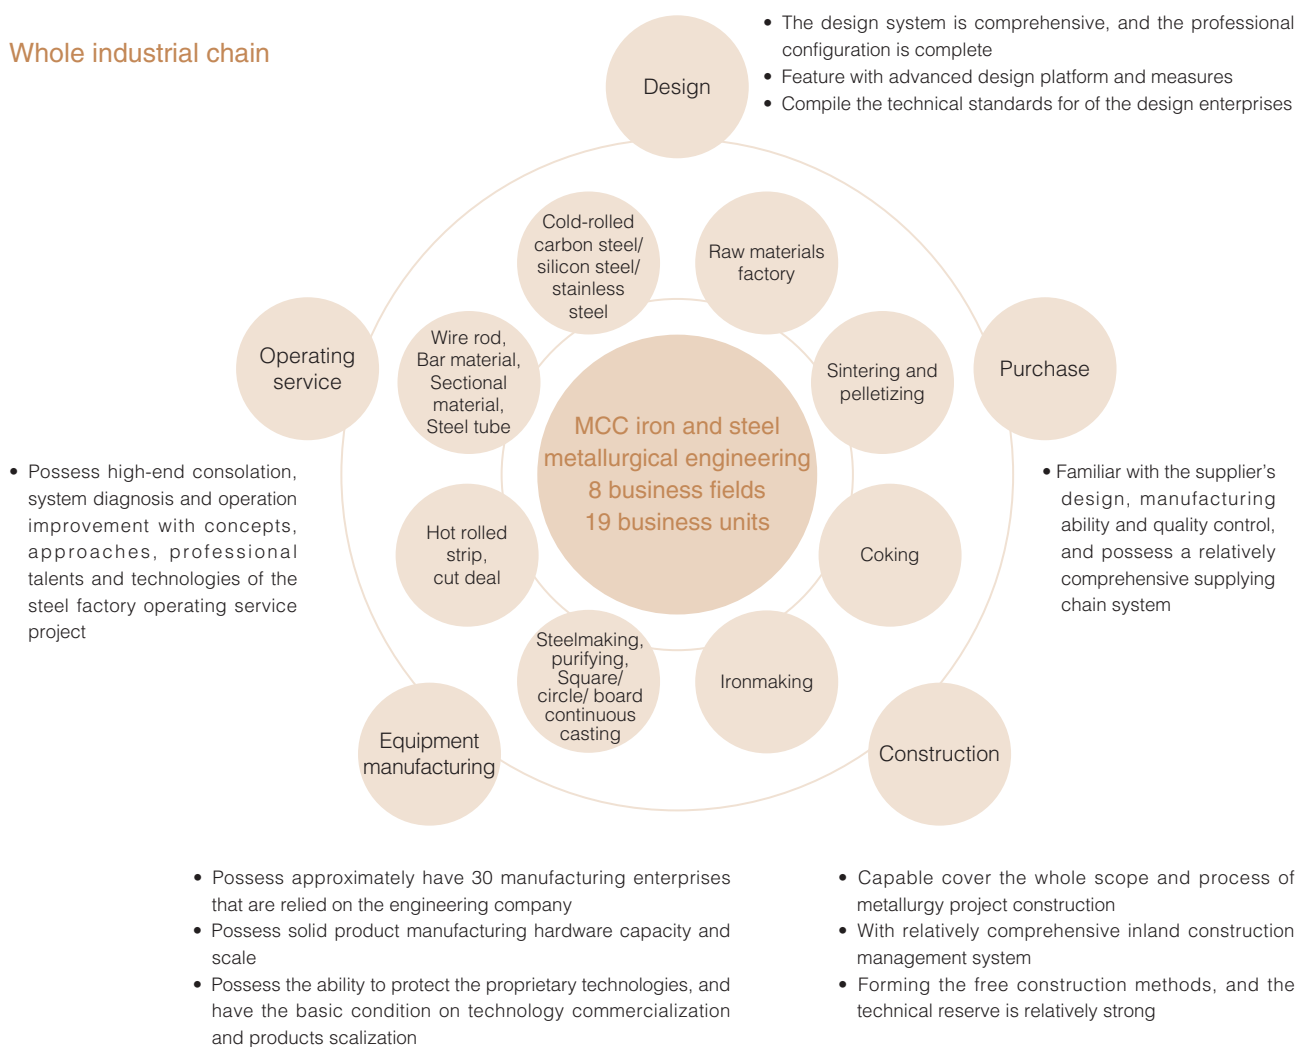 Whole industrial chain
Design
• The design system is comprehensive, and the professional
configuration is complete
• Feature with advanced design platform and measures
• Compile the technical standards for of the design enterprises
Cold-rolled
carbon steel/
silicon steel/
stainless
steel
Raw materials
factory
Operating
service
Wire rod,
Bar material,
Sectional
material,
Steel tube
Sintering and
pelletizing
Purchase
MCC iron and steel
metallurgical engineering
8 business fields
19 business units
• Possess high-end consolation,
system diagnosis and operation
improvement with concepts,
approaches, professional
talents and technologies of the
steel factory operating service
project
• Familiar with the supplier's
design, manufacturing
ability and quality control,
and possess a relatively
comprehensive supplying
chain system
Hot rolled
strip,
cut deal
Coking
Steelmaking,
purifying,
Square/
circle/ board
continuous
casting
Ironmaking
Equipment
manufacturing
Construction
• Possess approximately have 30 manufacturing enterprises
that are relied on the engineering company
• Possess solid product manufacturing hardware capacity and
scale
• Possess the ability to protect the proprietary technologies, and
have the basic condition on technology commercialization
and products scalization
• Capable cover the whole scope and process of
metallurgy project construction
• With relatively comprehensive inland construction
management system
• Forming the free construction methods, and the
technical reserve is relatively strong